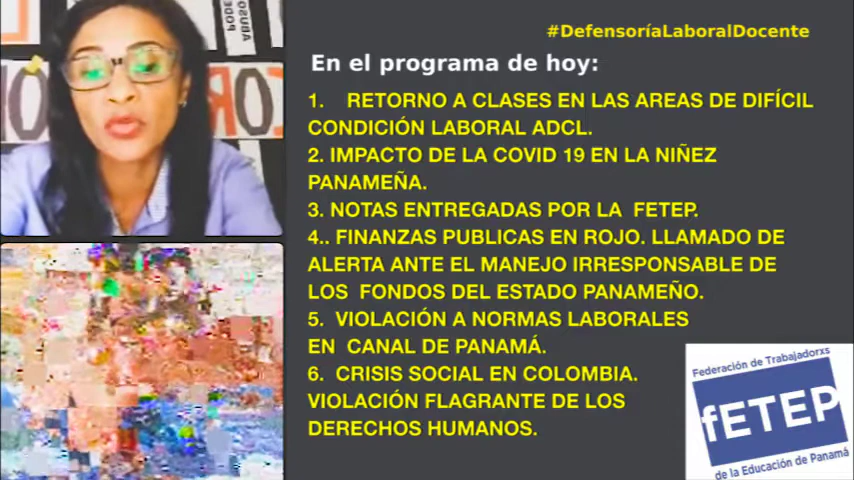 #DefensoríaLaboralDocente
En el programa de hoy:
1. RETORNO A CLASES EN LAS AREAS DE DIFÍCIL
CONDICIÓN LABORAL ADCL.
2. IMPACTO DE LA COVID 19 EN LA NIÑEZ
PANAMEÑA.
3. NOTAS ENTREGADAS POR LA FETEP.
4.. FINANZAS PUBLICAS EN ROJO. LLAMADO DE
ALERTA ANTE EL MANEJO IRRESPONSABLE DE
LOS FONDOS DEL ESTADO PANAMEÑO.
5. VIOLACIÓN A NORMAS LABORALES
EN CANAL DE PANAMÁ.
6. CRISIS SOCIAL EN COLOMBIA.
VIOLACIÓN FLAGRANTE DE LOS
DERECHOS HUMANOS.
Federación de Trabajadorxs
fETEP
de la Educación de Panamá